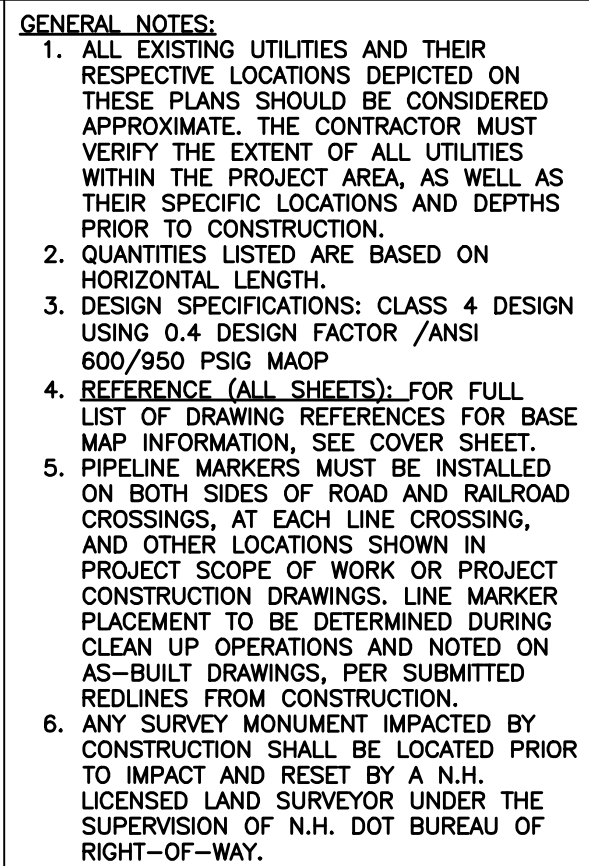 GENERAL NOTES:
1. ALL EXISTING UTILITIES AND THEIR
RESPECTIVE LOCATIONS DEPICTED ON
THESE PLANS SHOULD BE CONSIDERED
APPROXIMATE. THE CONTRACTOR MUST
VERIFY THE EXTENT OF ALL UTILITIES
WITHIN THE PROJECT AREA, AS WELL AS
THEIR SPECIFIC LOCATIONS AND DEPTHS
PRIOR TO CONSTRUCTION.
2. QUANTITIES LISTED ARE BASED ON
HORIZONTAL LENGTH.
3. DESIGN SPECIFICATIONS: CLASS 4 DESIGN
USING 0.4 DESIGN FACTOR /ANSI
600/950 PSIG MAOP
4. REFERENCE (ALL SHEETS): FOR FULL
LIST OF DRAWING REFERENCES FOR BASE
MAP INFORMATION, SEE COVER SHEET.
5. PIPELINE MARKERS MUST BE INSTALLED
ON BOTH SIDES OF ROAD AND RAILROAD
CROSSINGS, AT EACH LINE CROSSING,
AND OTHER LOCATIONS SHOWN IN
PROJECT SCOPE OF WORK OR PROJECT
CONSTRUCTION DRAWINGS. LINE MARKER
PLACEMENT TO BE DETERMINED DURING
CLEAN UP OPERATIONS AND NOTED ON
AS-BUILT DRAWINGS, PER SUBMITTED
REDLINES FROM CONSTRUCTION.
6. ANY SURVEY MONUMENT IMPACTED BY
CONSTRUCTION SHALL BE LOCATED PRIOR
TO IMPACT AND RESET BY A N.H.
LICENSED LAND SURVEYOR UNDER THE
SUPERVISION OF N.H. DOT BUREAU OF
RIGHT-OF-WAY.